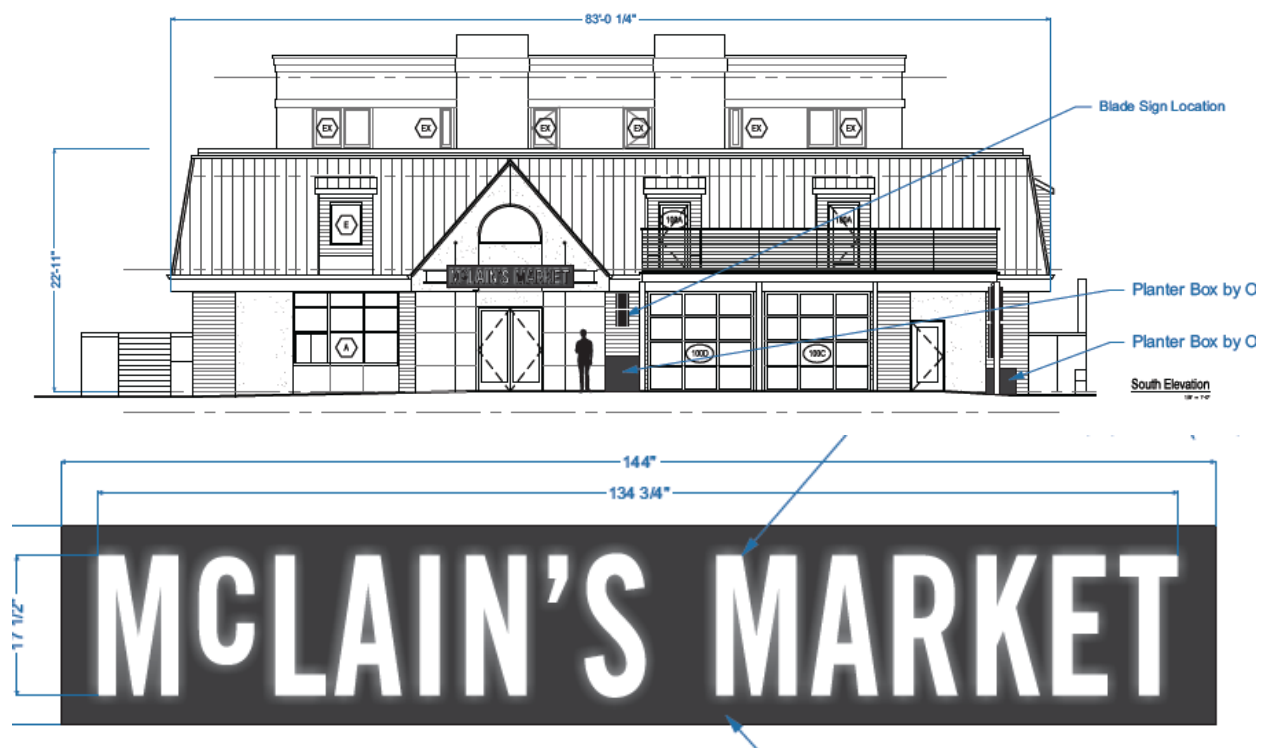 83'-0 1/4"
EX
EX
EX
EX
EX
EX
Blade Sign Location
E
100A
22'-11"
McLAIN'S MARKET
Planter Box by O
A
100D
100C
Planter Box by O
South Elevation
144"
134 3/4"
17 1/2"
McLAIN'S MARKET